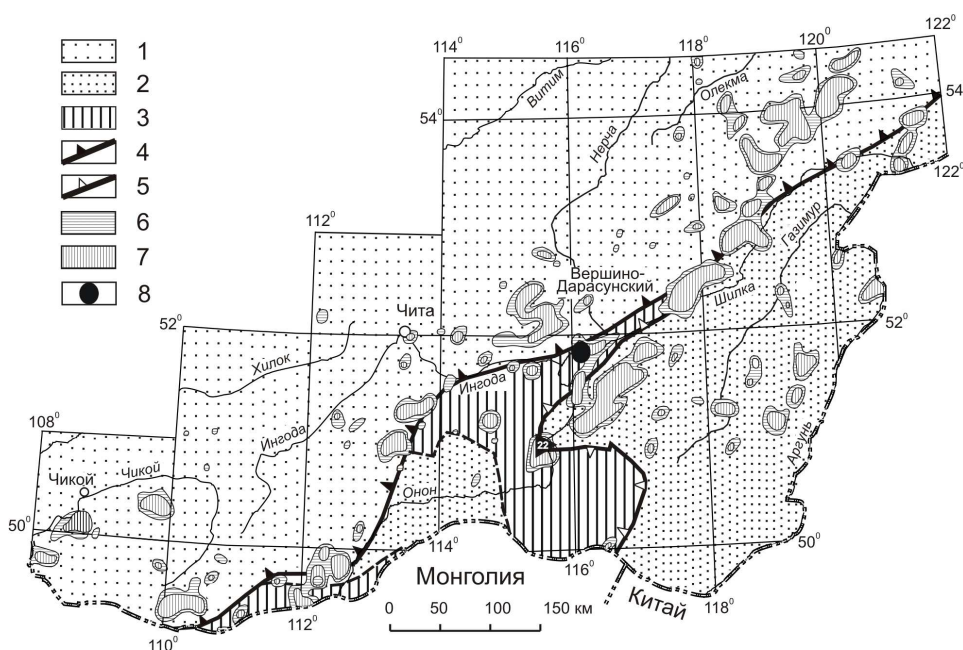 1
2
3
4
5
6
7
8
114⁰
116⁰
118⁰
120⁰
122⁰
54⁰
54⁰
122⁰
Витим
Олекма
Нерча
Газимур
112⁰
Вершино-
Дарасунский
Шилка
Чита
52⁰
52⁰
Хилок
Ингода
Ингода
108⁰
Чикой
Чикой
Онон
Аргунь
50⁰
50⁰
114⁰
116⁰
118⁰
112⁰
110⁰
Монголия
Китай
0 50 100 150 км